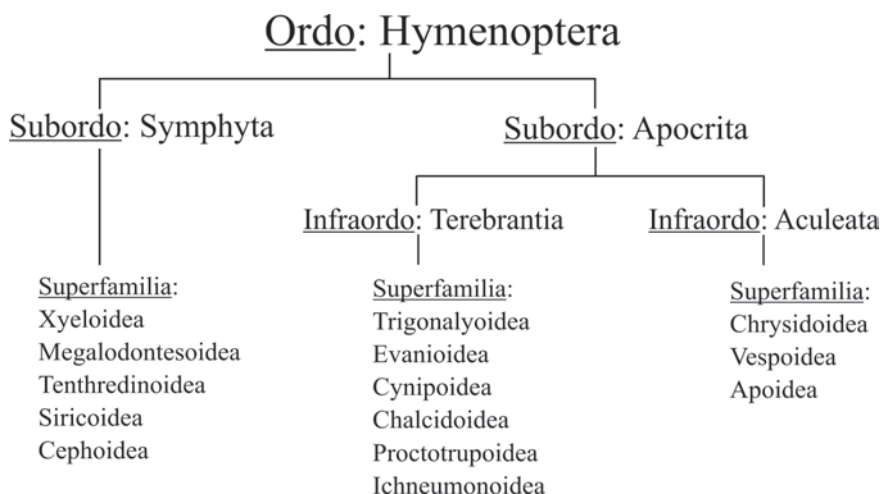 Ordo: Hymenoptera
Subordo: Symphyta
Subordo: Apocrita
Infraordo: Terebrantia
Infraordo: Aculeata
Superfamilia:
Xyeloidea
Megalodontesoidea
Tenthredinoidea
Siricoidea
Cephoidea
Superfamilia:
Trigonalyoidea
Evanioidea
Cynipoidea
Chalcidoidea
Proctotrupoidea
Ichneumonoidea
Superfamilia:
Chrysidoidea
Vespoidea
Apoidea